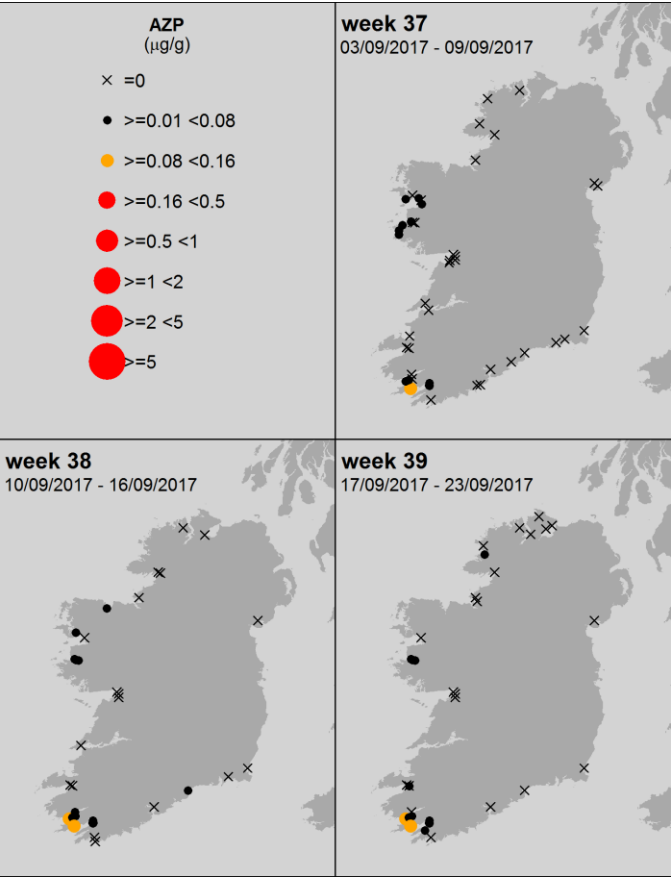 AZP
(μg/g)
=0
>=0.01 <0.08
>=0.08 <0.16
>=0.16 <0.5
>=0.5 <1
>=1 <2
>=2 <5
>=5
week 37
03/09/2017 - 09/09/2017
week 38
10/09/2017 - 16/09/2017
week 39
17/09/2017 - 23/09/2017